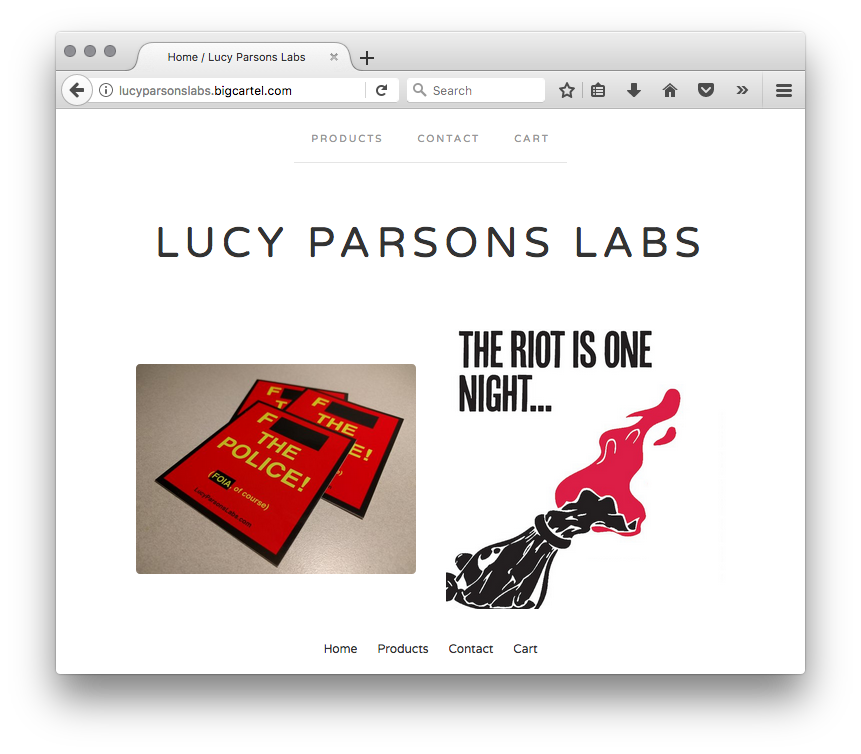 Home / Lucy Parsons Labs
lucyparsonslabs.bigcartel.com
Search
PRODUCTS CONTACT CART
LUCY PARSONS LABS
F
THE
POLICE!
(FOIA, of course)
LucyParsonsLabs.com
F
THE
E!
F
T
THE RIOT IS ONE
NIGHT...
Home Products Contact Cart